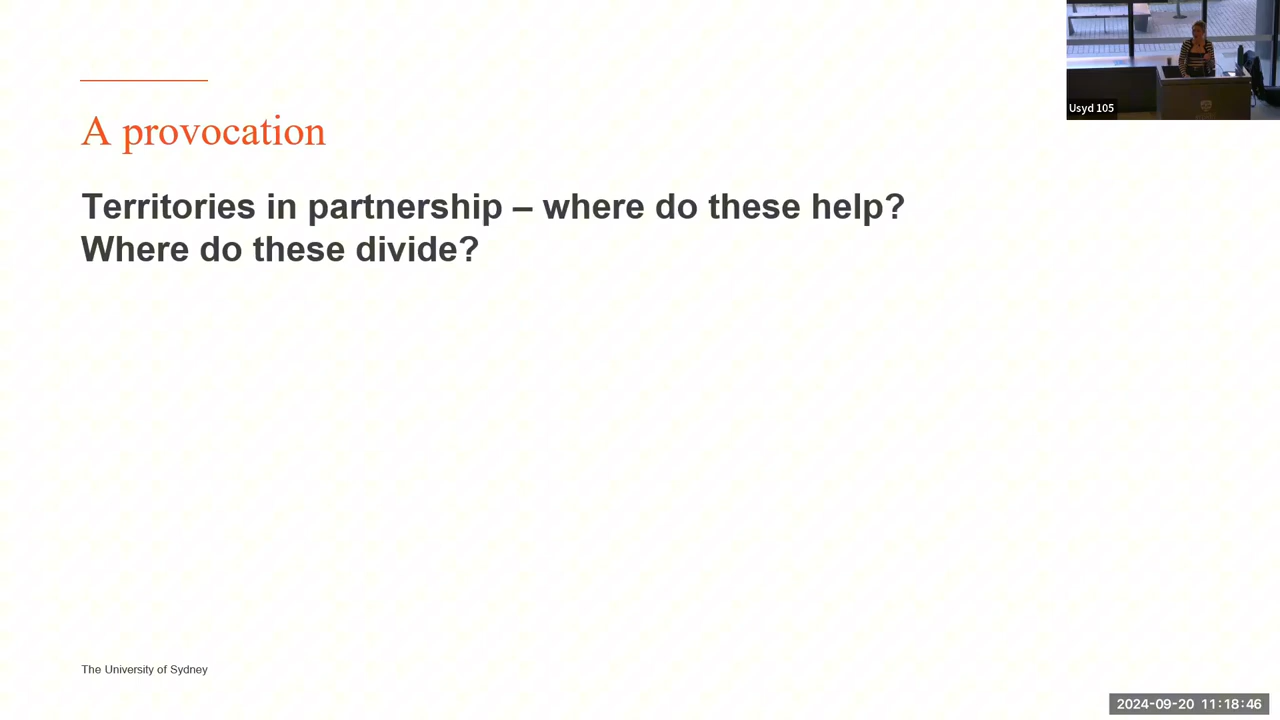 Usyd 105
A provocation
Territories in partnership – where do these help?
Where do these divide?
The University of Sydney
2024-09-20 11:18:46